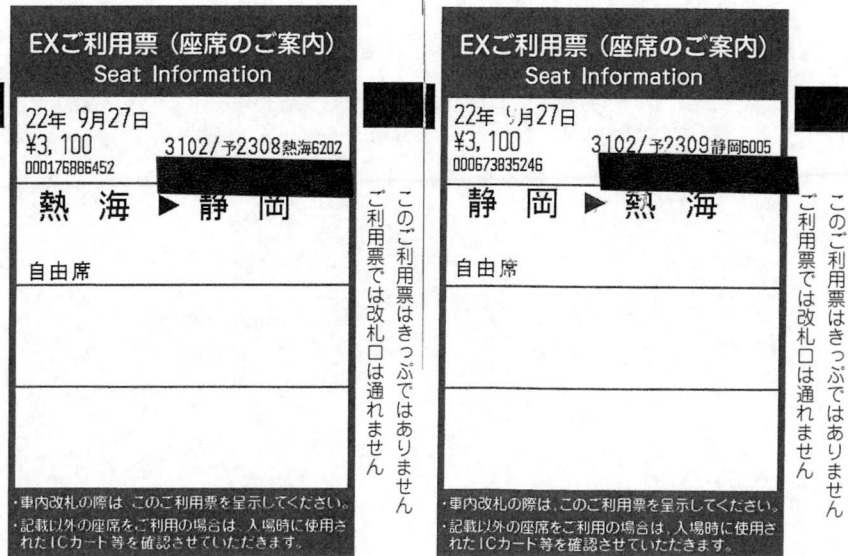 EXご利用票（座席のご案内）
Seat Information
22年 9月27日
¥3,100 3102/予2308熱海6202
000176886452
熱 海 ▶ 静 岡
自由席
このご利用票はきっぷではありません
ご利用票では改札口は通れません
・車内改札の際は、このご利用票を呈示してください。
・記載以外の座席をご利用の場合は、入場時に使用さ
れたICカード等を確認させていただきます。
EXご利用票（座席のご案内）
Seat Information
22年 9月27日
¥3,100 3102/予2309静岡6005
000673835246
静 岡 ▶ 熱 海
自由席
このご利用票はきっぷではありません
ご利用票では改札口は通れません
・車内改札の際は、このご利用票を呈示してください。
・記載以外の座席をご利用の場合は、入場時に使用さ
れたICカード等を確認させていただきます。